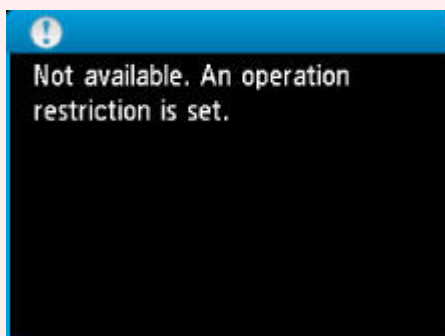 Not available. An operation
restriction is set.